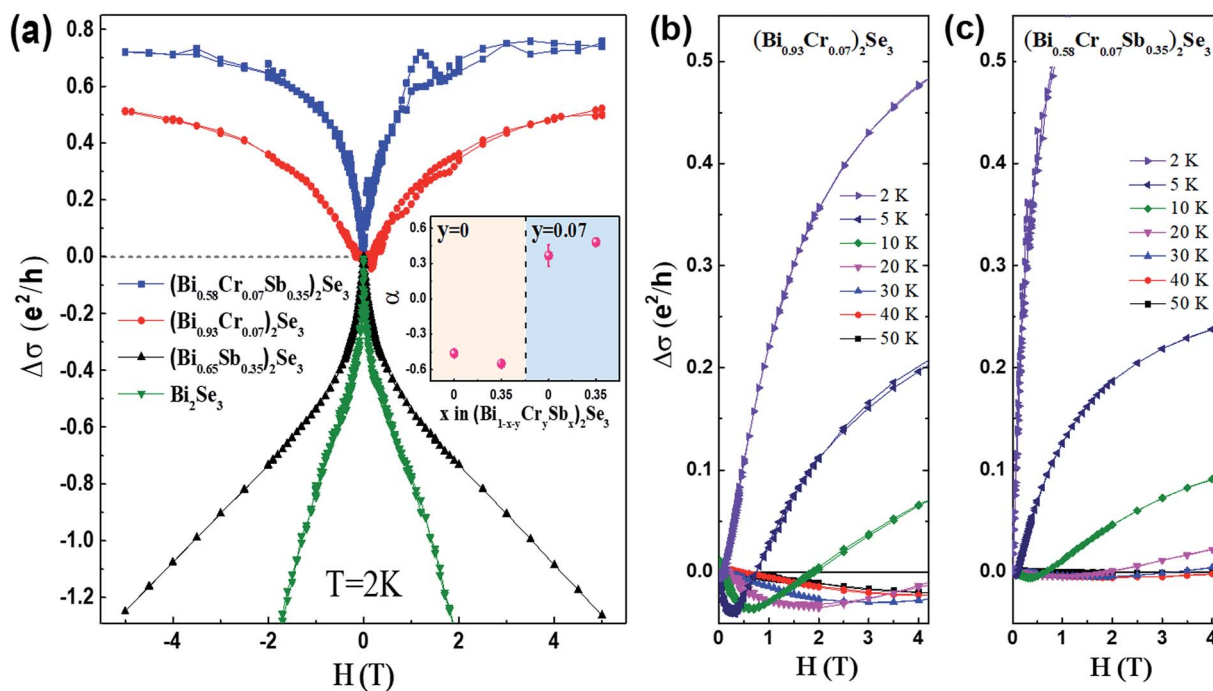 (a)
0.8
0.6
0.4
0.2
0.0
-0.2
-0.4
-0.6
-0.8
-1.0
-1.2
Δσ (e²/h)
(Bi₀.₅₈Cr₀.₀₇Sb₀.₃₅)₂Se₃
(Bi₀.₉₃Cr₀.₀₇)₂Se₃
(Bi₀.₆₅Sb₀.₃₅)₂Se₃
Bi₂Se₃
T=2K
-4 -2 0 2 4
H (T)
y=0 y=0.07
0.6
0.3
0.0
-0.3
-0.6
α
0 0.35 0 0.35
x in (Bi₁₋ₓ₋ᵧCrᵧSbₓ)₂Se₃
(b)
(Bi₀.₉₃Cr₀.₀₇)₂Se₃
0.5
0.4
0.3
0.2
0.1
0.0
Δσ (e²/h)
2 K
5 K
10 K
20 K
30 K
40 K
50 K
0 1 2 3 4
H (T)
(c)
(Bi₀.₅₈Cr₀.₀₇Sb₀.₃₅)₂Se₃
0.5
0.4
0.3
0.2
0.1
0.0
2 K
5 K
10 K
20 K
30 K
40 K
50 K
0 1 2 3 4
H (T)